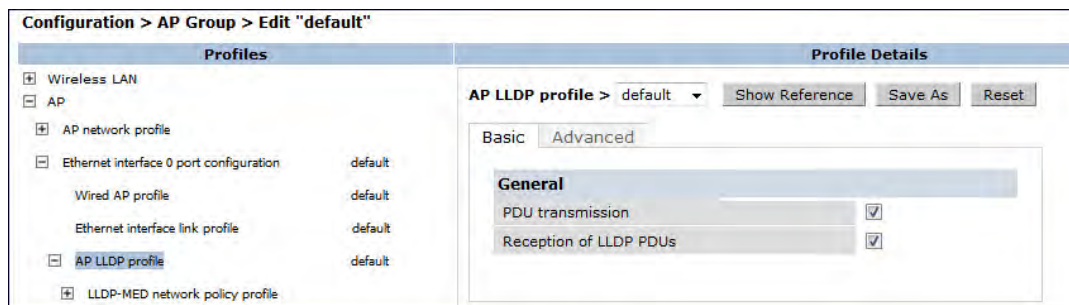 Configuration > AP Group > Edit "default"
Profiles
Wireless LAN
AP
AP network profile
Ethernet interface 0 port configuration default
Wired AP profile default
Ethernet interface link profile default
AP LLDP profile default
LLDP-MED network policy profile
Profile Details
AP LLDP profile > default Show Reference Save As Reset
Basic Advanced
General
PDU transmission
Reception of LLDP PDUs